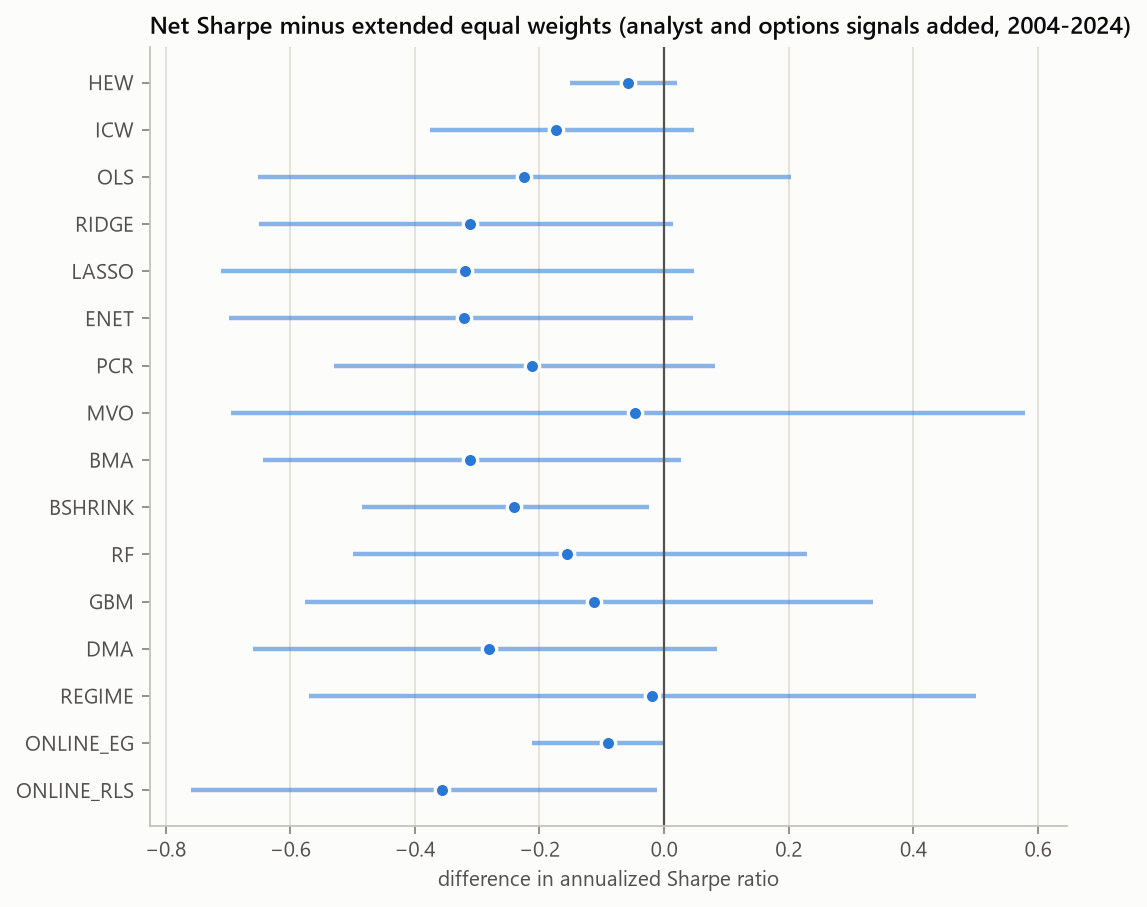 Net Sharpe minus extended equal weights (analyst and options signals added, 2004-2024)
HEW
ICW
OLS
RIDGE
LASSO
ENET
PCR
MVO
BMA
BSHRINK
RF
GBM
DMA
REGIME
ONLINE_EG
ONLINE_RLS
−0.8 −0.6 −0.4 −0.2 0.0 0.2 0.4 0.6
difference in annualized Sharpe ratio